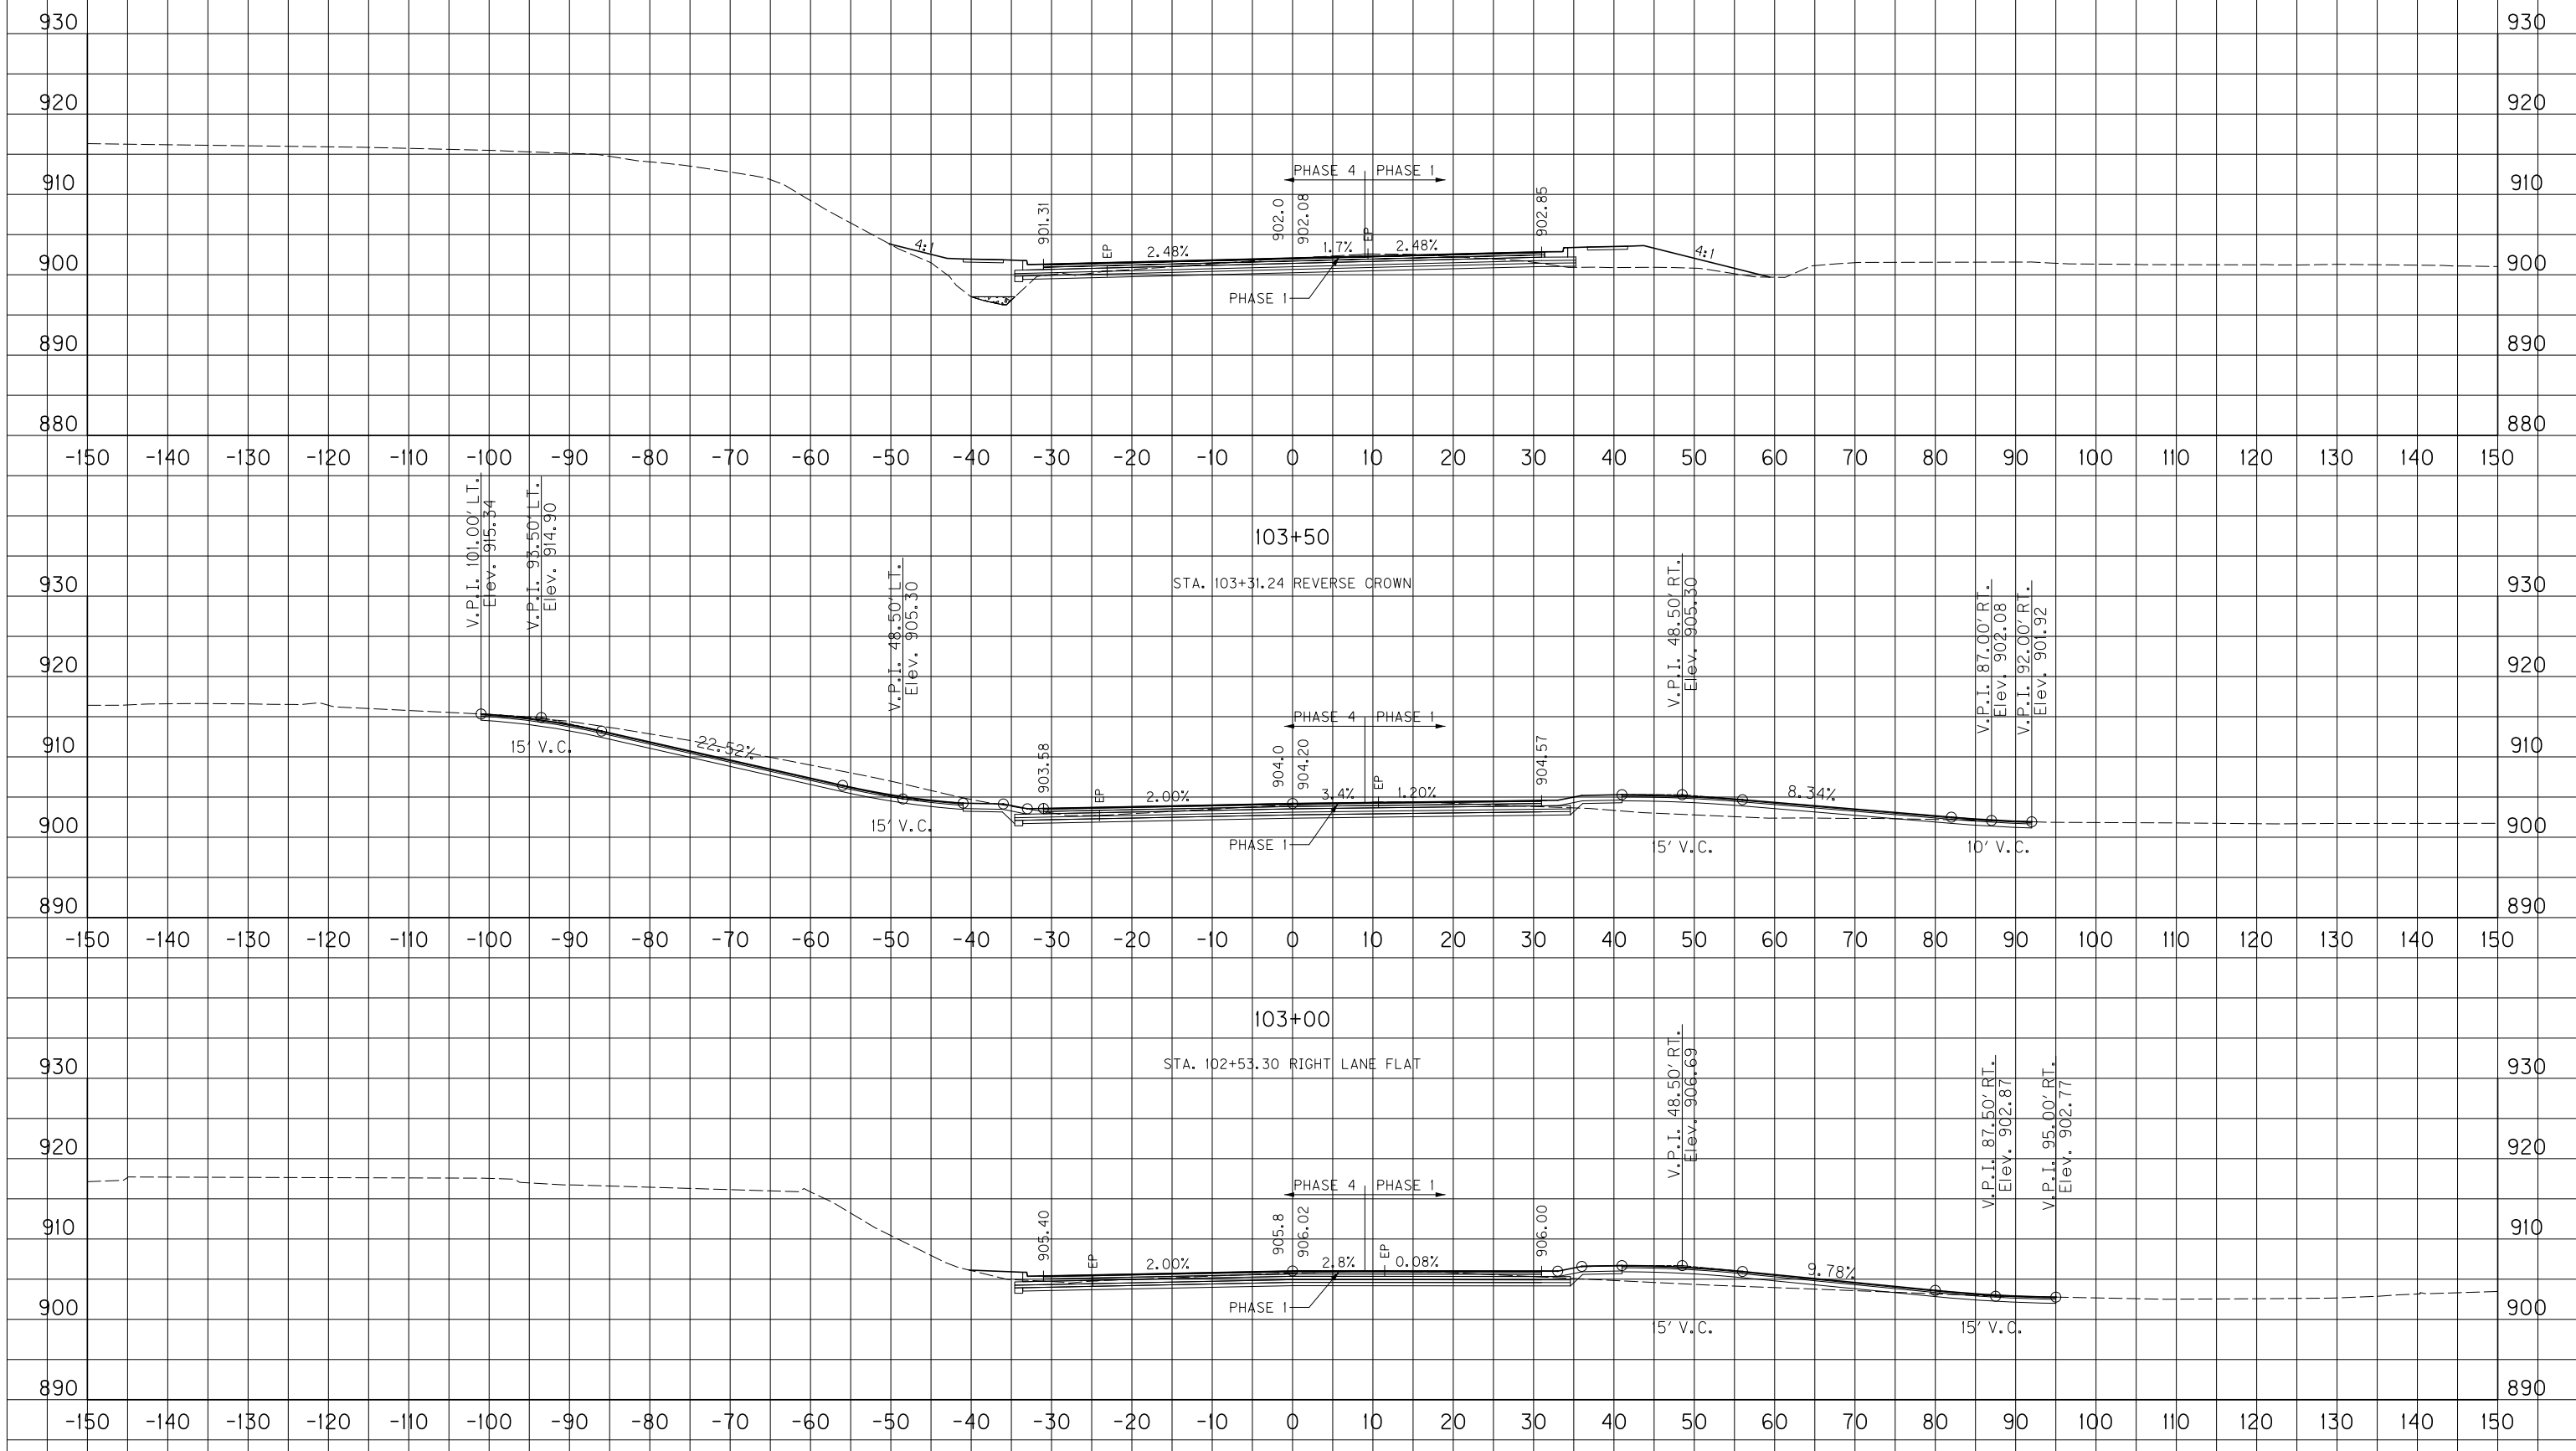 930 930
920 920
910 910
900 900
890 890
880 880
PHASE 4 PHASE 1
901.31
902.0
902.08
902.85
4:1
EP
2.48%
1.7%
EP
2.48%
4:1
PHASE 1
-150 -140 -130 -120 -110 -100 -90 -80 -70 -60 -50 -40 -30 -20 -10 0 10 20 30 40 50 60 70 80 90 100 110 120 130 140 150
103+50
STA. 103+31.24 REVERSE CROWN
V.P.I. 101.00' LT.
Elev. 915.34
V.P.I. 93.50' LT.
Elev. 914.90
V.P.I. 48.50' LT.
Elev. 905.30
V.P.I. 48.50' RT.
Elev. 905.30
V.P.I. 87.00' RT.
Elev. 902.08
V.P.I. 92.00' RT.
Elev. 901.92
930 930
920 920
910 910
900 900
890 890
PHASE 4 PHASE 1
15' V.C.
22.52%
15' V.C.
903.58
EP
2.00%
904.0
904.20
3.4%
EP
1.20%
904.57
PHASE 1
15' V.C.
8.34%
10' V.C.
-150 -140 -130 -120 -110 -100 -90 -80 -70 -60 -50 -40 -30 -20 -10 0 10 20 30 40 50 60 70 80 90 100 110 120 130 140 150
103+00
STA. 102+53.30 RIGHT LANE FLAT
V.P.I. 48.50' RT.
Elev. 906.69
V.P.I. 87.50' RT.
Elev. 902.87
V.P.I. 95.00' RT.
Elev. 902.77
930 930
920 920
910 910
900 900
890 890
PHASE 4 PHASE 1
905.40
EP
2.00%
905.8
906.02
2.8%
EP
0.08%
906.00
PHASE 1
9.78%
15' V.C.
15' V.C.
-150 -140 -130 -120 -110 -100 -90 -80 -70 -60 -50 -40 -30 -20 -10 0 10 20 30 40 50 60 70 80 90 100 110 120 130 140 150